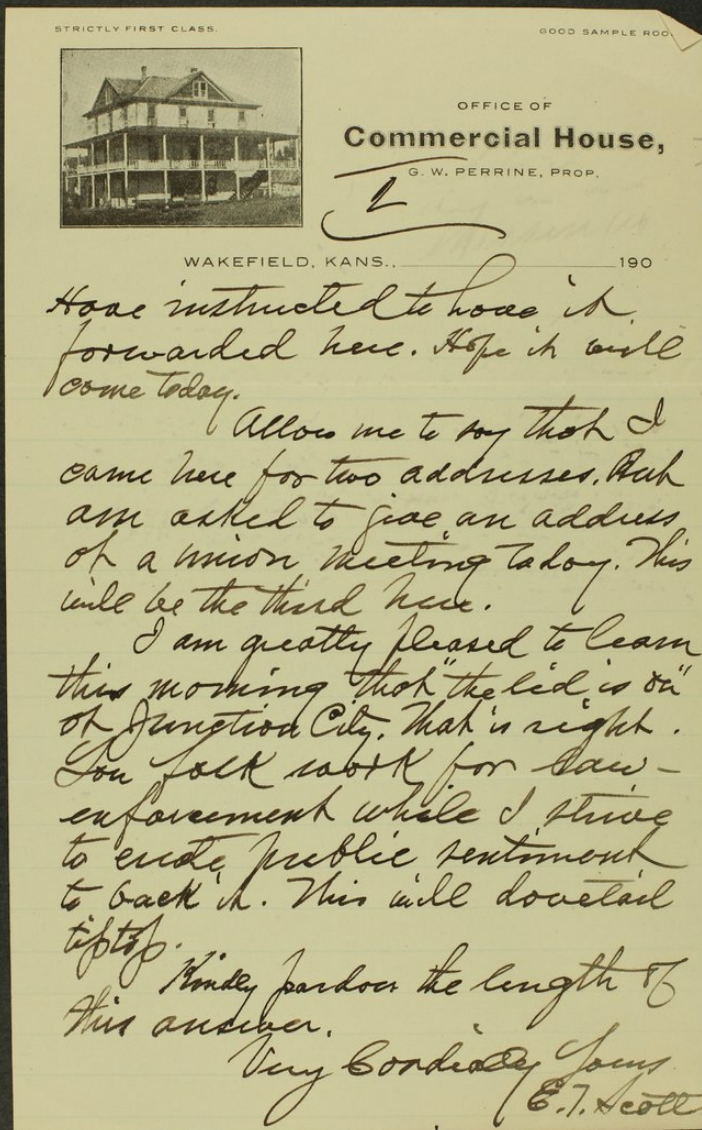 STRICTLY FIRST CLASS.
GOOD SAMPLE ROO
OFFICE OF
Commercial House,
G. W. PERRINE, PROP.
2
WAKEFIELD, KANS., 190
Have instructed to have it
forwarded here. Hope it will
come today.
Allow me to say that I
came here for two addresses. But
am asked to give an address
at a union meeting today. This
will be the third here.
I am greatly pleased to learn
this morning that "the lid is on"
at Junction City. That is right.
You folk work for law-
enforcement while I strive
to create public sentiment
to back it. This will dovetail
tiptop.
Kindly pardon the length of
this answer.
Very Cordially Yours
E. T. Scott